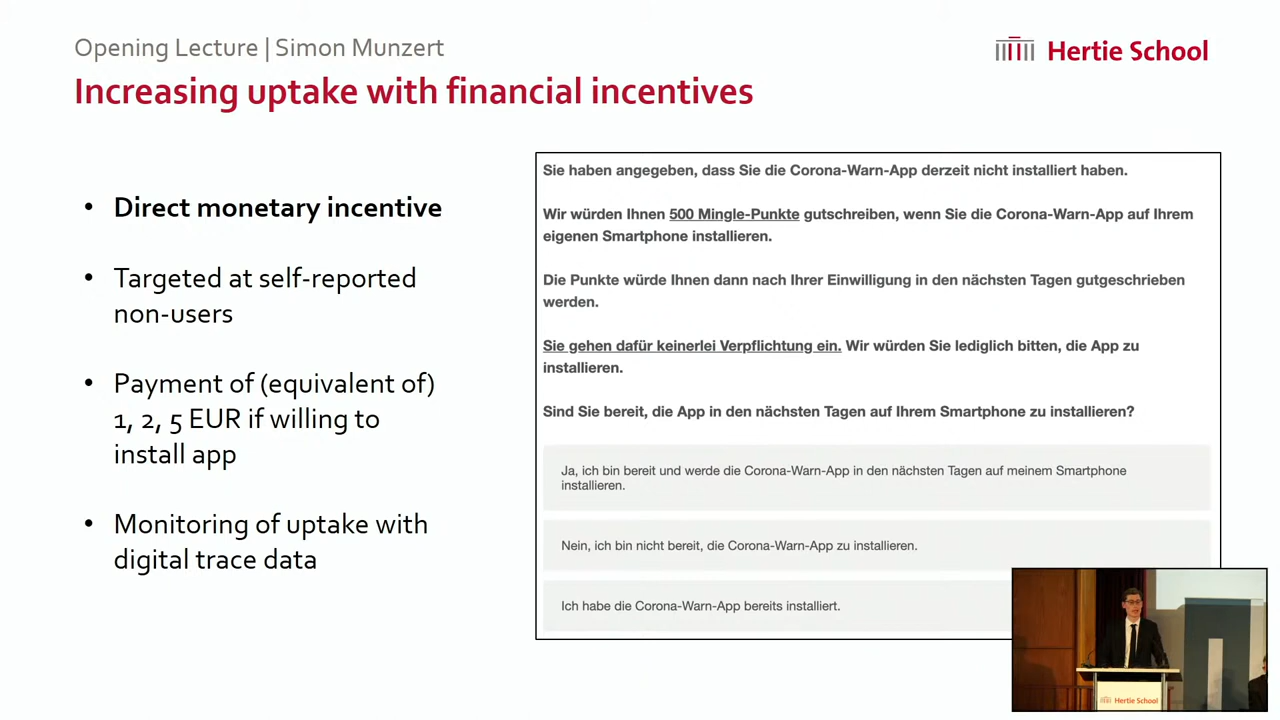 Opening Lecture | Simon Munzert
Hertie School
Increasing uptake with financial incentives
• Direct monetary incentive
• Targeted at self-reported
non-users
• Payment of (equivalent of)
1, 2, 5 EUR if willing to
install app
• Monitoring of uptake with
digital trace data
Sie haben angegeben, dass Sie die Corona-Warn-App derzeit nicht installiert haben.
Wir würden Ihnen 500 Mingle-Punkte gutschreiben, wenn Sie die Corona-Warn-App auf Ihrem
eigenen Smartphone installieren.
Die Punkte würde Ihnen dann nach Ihrer Einwilligung in den nächsten Tagen gutgeschrieben
werden.
Sie gehen dafür keinerlei Verpflichtung ein. Wir würden Sie lediglich bitten, die App zu
installieren.
Sind Sie bereit, die App in den nächsten Tagen auf Ihrem Smartphone zu installieren?
Ja, ich bin bereit und werde die Corona-Warn-App in den nächsten Tagen auf meinem Smartphone
installieren.
Nein, ich bin nicht bereit, die Corona-Warn-App zu installieren.
Ich habe die Corona-Warn-App bereits installiert.
Hertie School